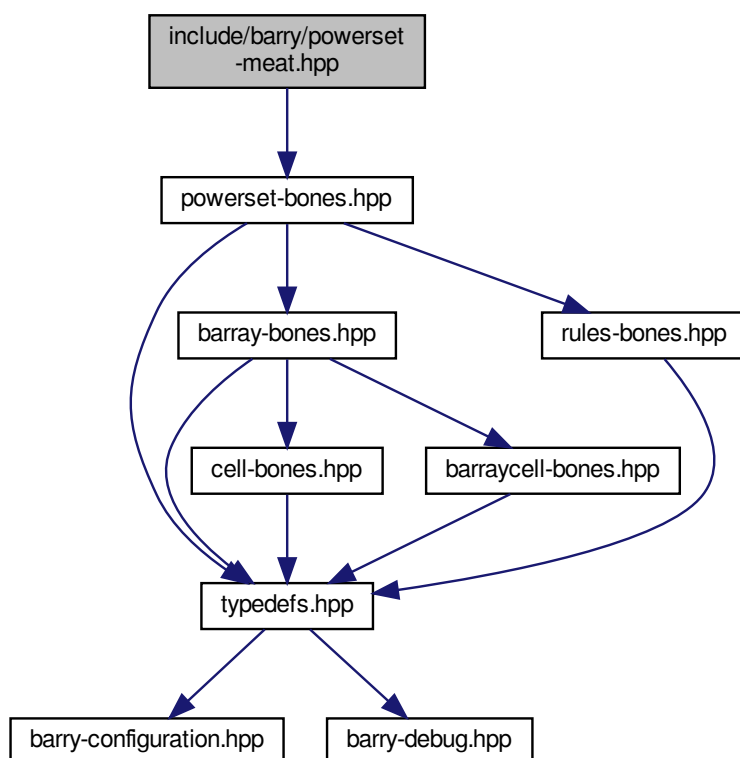 include/barry/powerset
-meat.hpp
powerset-bones.hpp
barray-bones.hpp
rules-bones.hpp
cell-bones.hpp
barraycell-bones.hpp
typedefs.hpp
barry-configuration.hpp
barry-debug.hpp